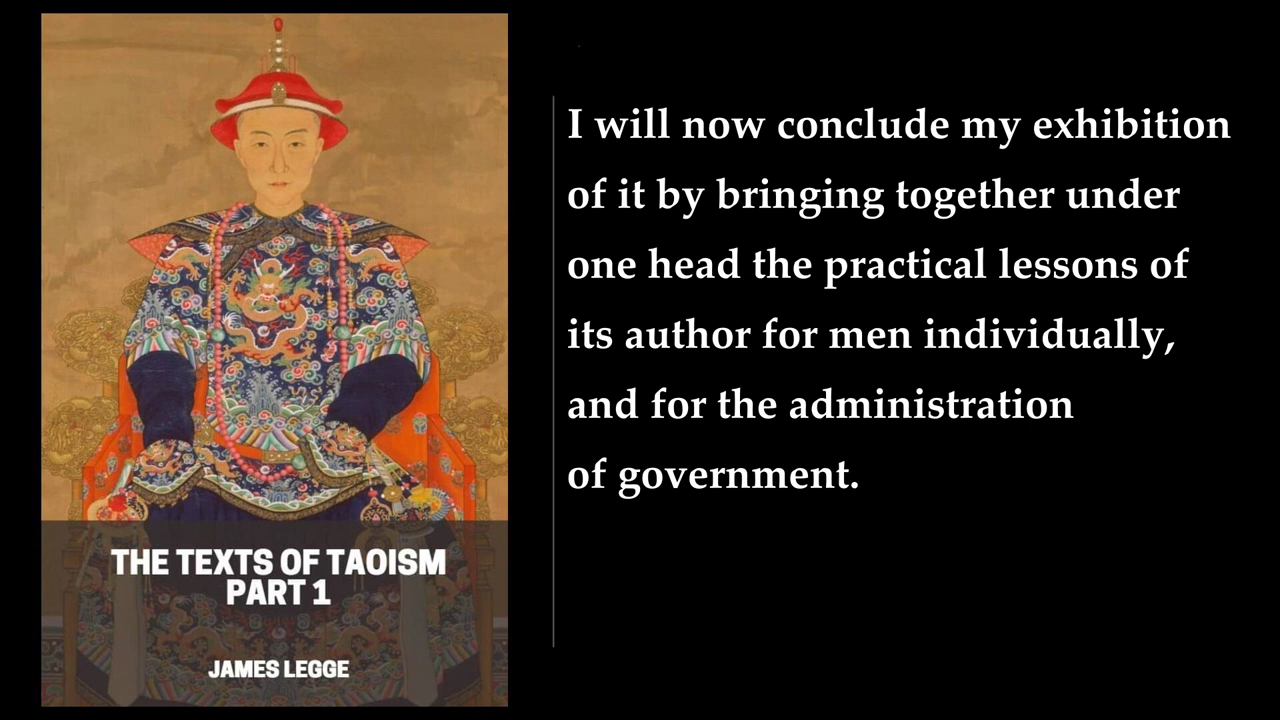 THE TEXTS OF TAOISM
PART 1
JAMES LEGGE
I will now conclude my exhibition
of it by bringing together under
one head the practical lessons of
its author for men individually,
and for the administration
of government.